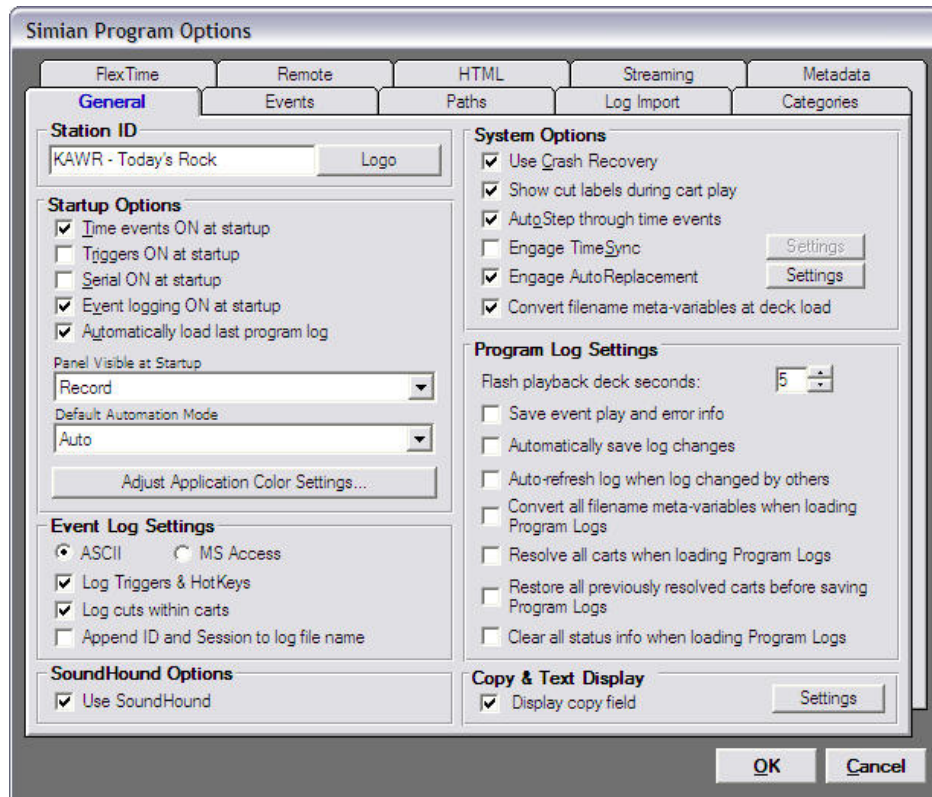 Simian Program Options
FlexTime
Remote
HTML
Streaming
Metadata
General
Events
Paths
Log Import
Categories
Station ID
KAWR - Today's Rock
Logo
Startup Options
Time events ON at startup
Triggers ON at startup
Serial ON at startup
Event logging ON at startup
Automatically load last program log
Panel Visible at Startup
Record
Default Automation Mode
Auto
Adjust Application Color Settings...
Event Log Settings
ASCII
MS Access
Log Triggers & HotKeys
Log cuts within carts
Append ID and Session to log file name
SoundHound Options
Use SoundHound
System Options
Use Crash Recovery
Show cut labels during cart play
AutoStep through time events
Engage TimeSync
Settings
Engage AutoReplacement
Settings
Convert filename meta-variables at deck load
Program Log Settings
Flash playback deck seconds:
5
Save event play and error info
Automatically save log changes
Auto-refresh log when log changed by others
Convert all filename meta-variables when loading
Program Logs
Resolve all carts when loading Program Logs
Restore all previously resolved carts before saving
Program Logs
Clear all status info when loading Program Logs
Copy & Text Display
Display copy field
Settings
OK
Cancel